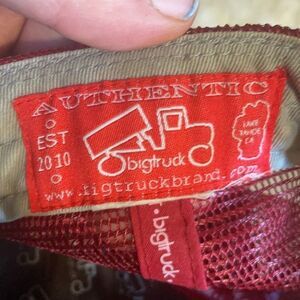 AUTHENTIC
EST
2010
bigtruck
LAKE
TAHOE
CA
www.bigtruckbrand.com
bigtruck